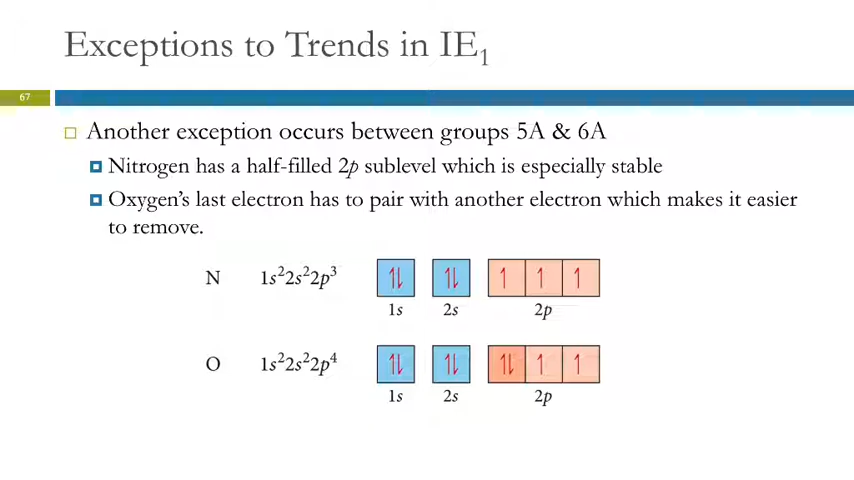 Exceptions to Trends in IE₁
67
Another exception occurs between groups 5A & 6A
Nitrogen has a half-filled 2p sublevel which is especially stable
Oxygen's last electron has to pair with another electron which makes it easier
to remove.
N 1s²2s²2p³ ⥮ ⥮ ↿ ↿ ↿
1s 2s 2p
O 1s²2s²2p⁴ ⥮ ⥮ ⥮ ↿ ↿
1s 2s 2p